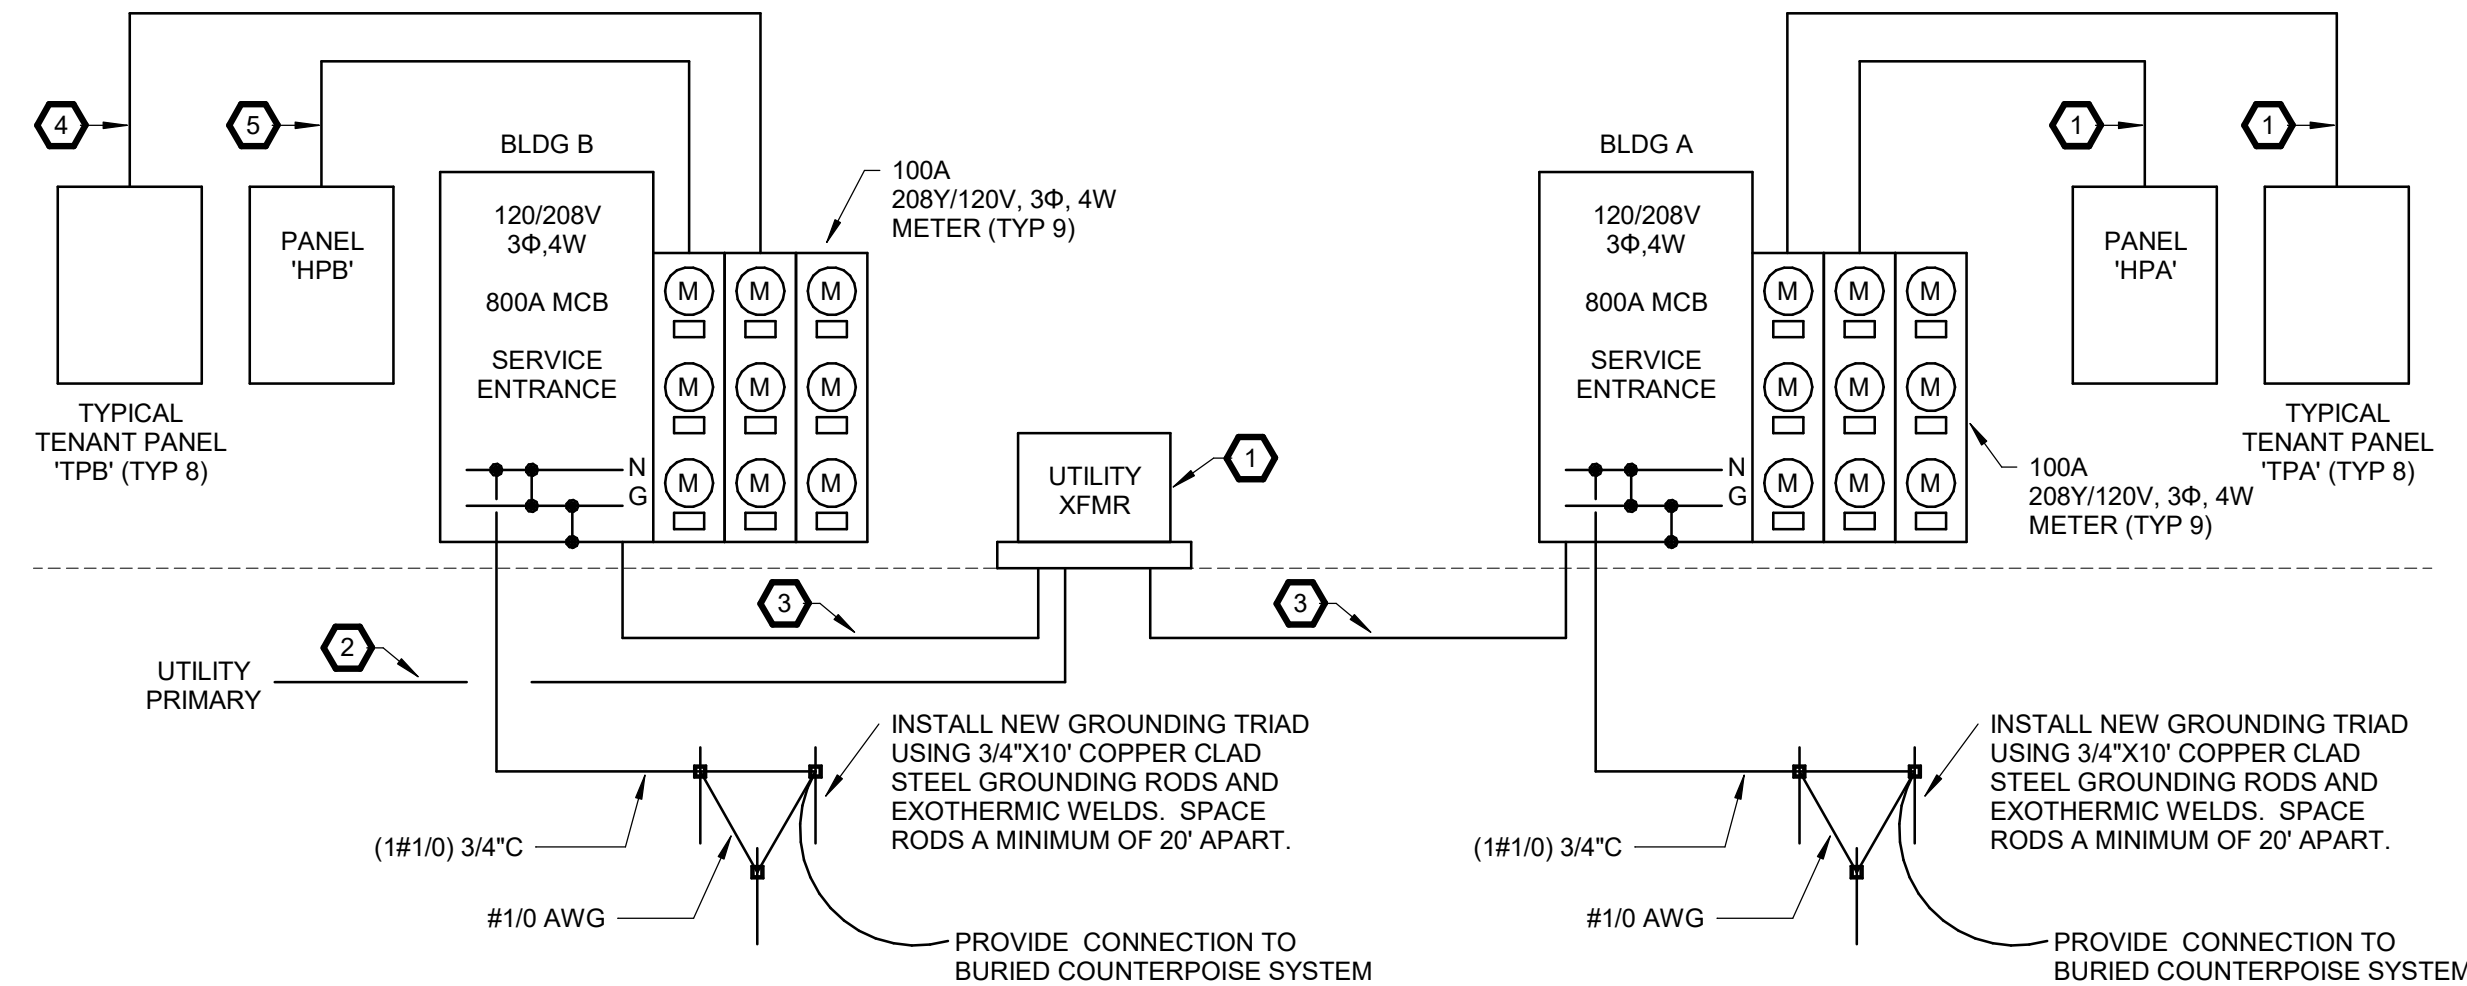 4
5
BLDG B
120/208V
3Φ,4W
800A MCB
SERVICE
ENTRANCE
N
G
PANEL
'HPB'
TYPICAL
TENANT PANEL
'TPB' (TYP 8)
M
M
M
M
M
M
M
M
M
100A
208Y/120V, 3Φ, 4W
METER (TYP 9)
UTILITY
XFMR
1
3
3
2
UTILITY
PRIMARY
(1#1/0) 3/4"C
#1/0 AWG
INSTALL NEW GROUNDING TRIAD
USING 3/4"X10' COPPER CLAD
STEEL GROUNDING RODS AND
EXOTHERMIC WELDS. SPACE
RODS A MINIMUM OF 20' APART.
PROVIDE CONNECTION TO
BURIED COUNTERPOISE SYSTEM
BLDG A
120/208V
3Φ,4W
800A MCB
SERVICE
ENTRANCE
N
G
M
M
M
M
M
M
M
M
M
1
1
PANEL
'HPA'
TYPICAL
TENANT PANEL
'TPA' (TYP 8)
100A
208Y/120V, 3Φ, 4W
METER (TYP 9)
(1#1/0) 3/4"C
#1/0 AWG
INSTALL NEW GROUNDING TRIAD
USING 3/4"X10' COPPER CLAD
STEEL GROUNDING RODS AND
EXOTHERMIC WELDS. SPACE
RODS A MINIMUM OF 20' APART.
PROVIDE CONNECTION TO
BURIED COUNTERPOISE SYSTEM